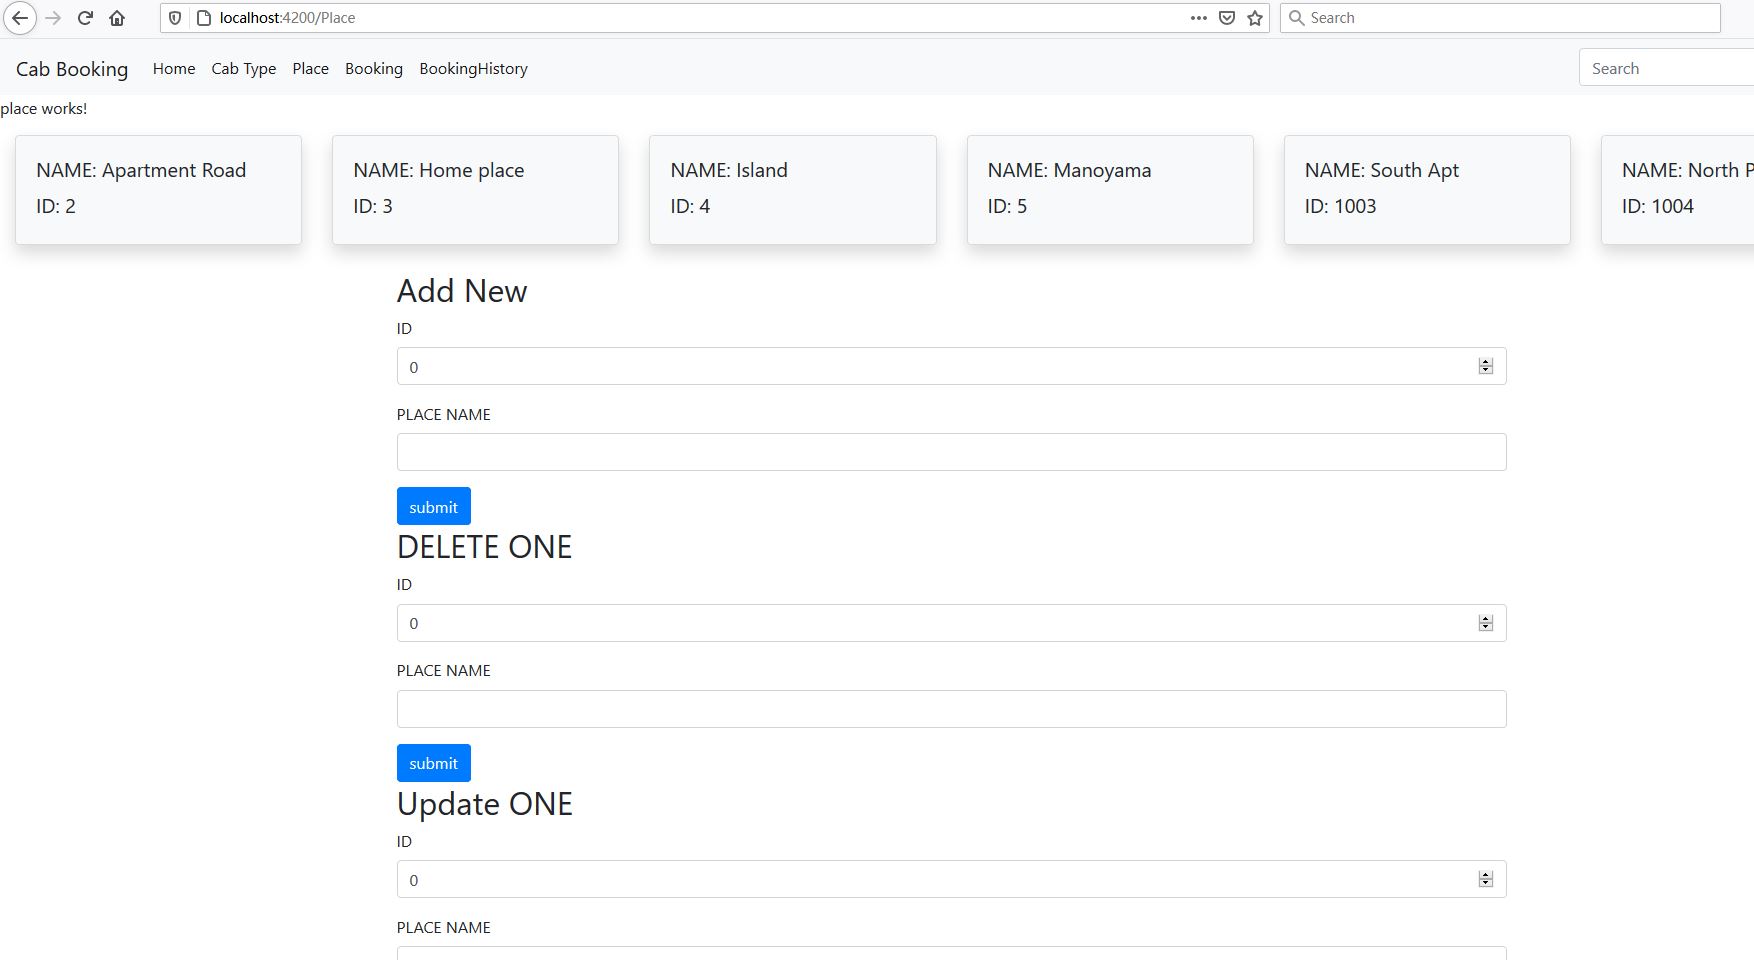 localhost:4200/Place
Search
Cab Booking Home Cab Type Place Booking BookingHistory Search
place works!
NAME: Apartment Road
ID: 2
NAME: Home place
ID: 3
NAME: Island
ID: 4
NAME: Manoyama
ID: 5
NAME: South Apt
ID: 1003
NAME: North P
ID: 1004
Add New
ID
0
PLACE NAME
submit
DELETE ONE
ID
0
PLACE NAME
submit
Update ONE
ID
0
PLACE NAME